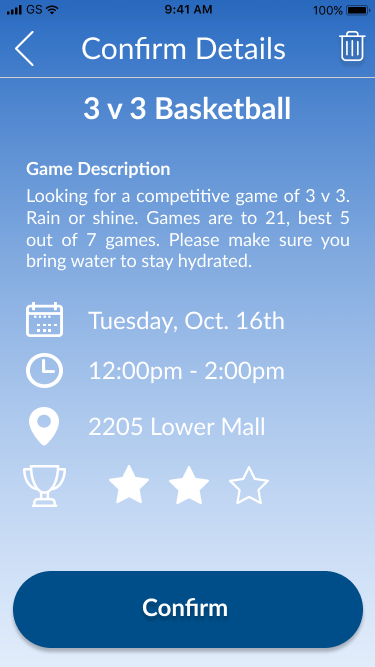 GS 9:41 AM 100%
Confirm Details
3 v 3 Basketball
Game Description
Looking for a competitive game of 3 v 3.
Rain or shine. Games are to 21, best 5
out of 7 games. Please make sure you
bring water to stay hydrated.
Tuesday, Oct. 16th
12:00pm - 2:00pm
2205 Lower Mall
Confirm